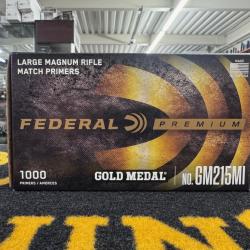 LARGE MAGNUM RIFLE
MATCH PRIMERS
FEDERAL PREMIUM
1000
PRIMERS / AMORCES
GOLD MEDAL
NO. GM215MI